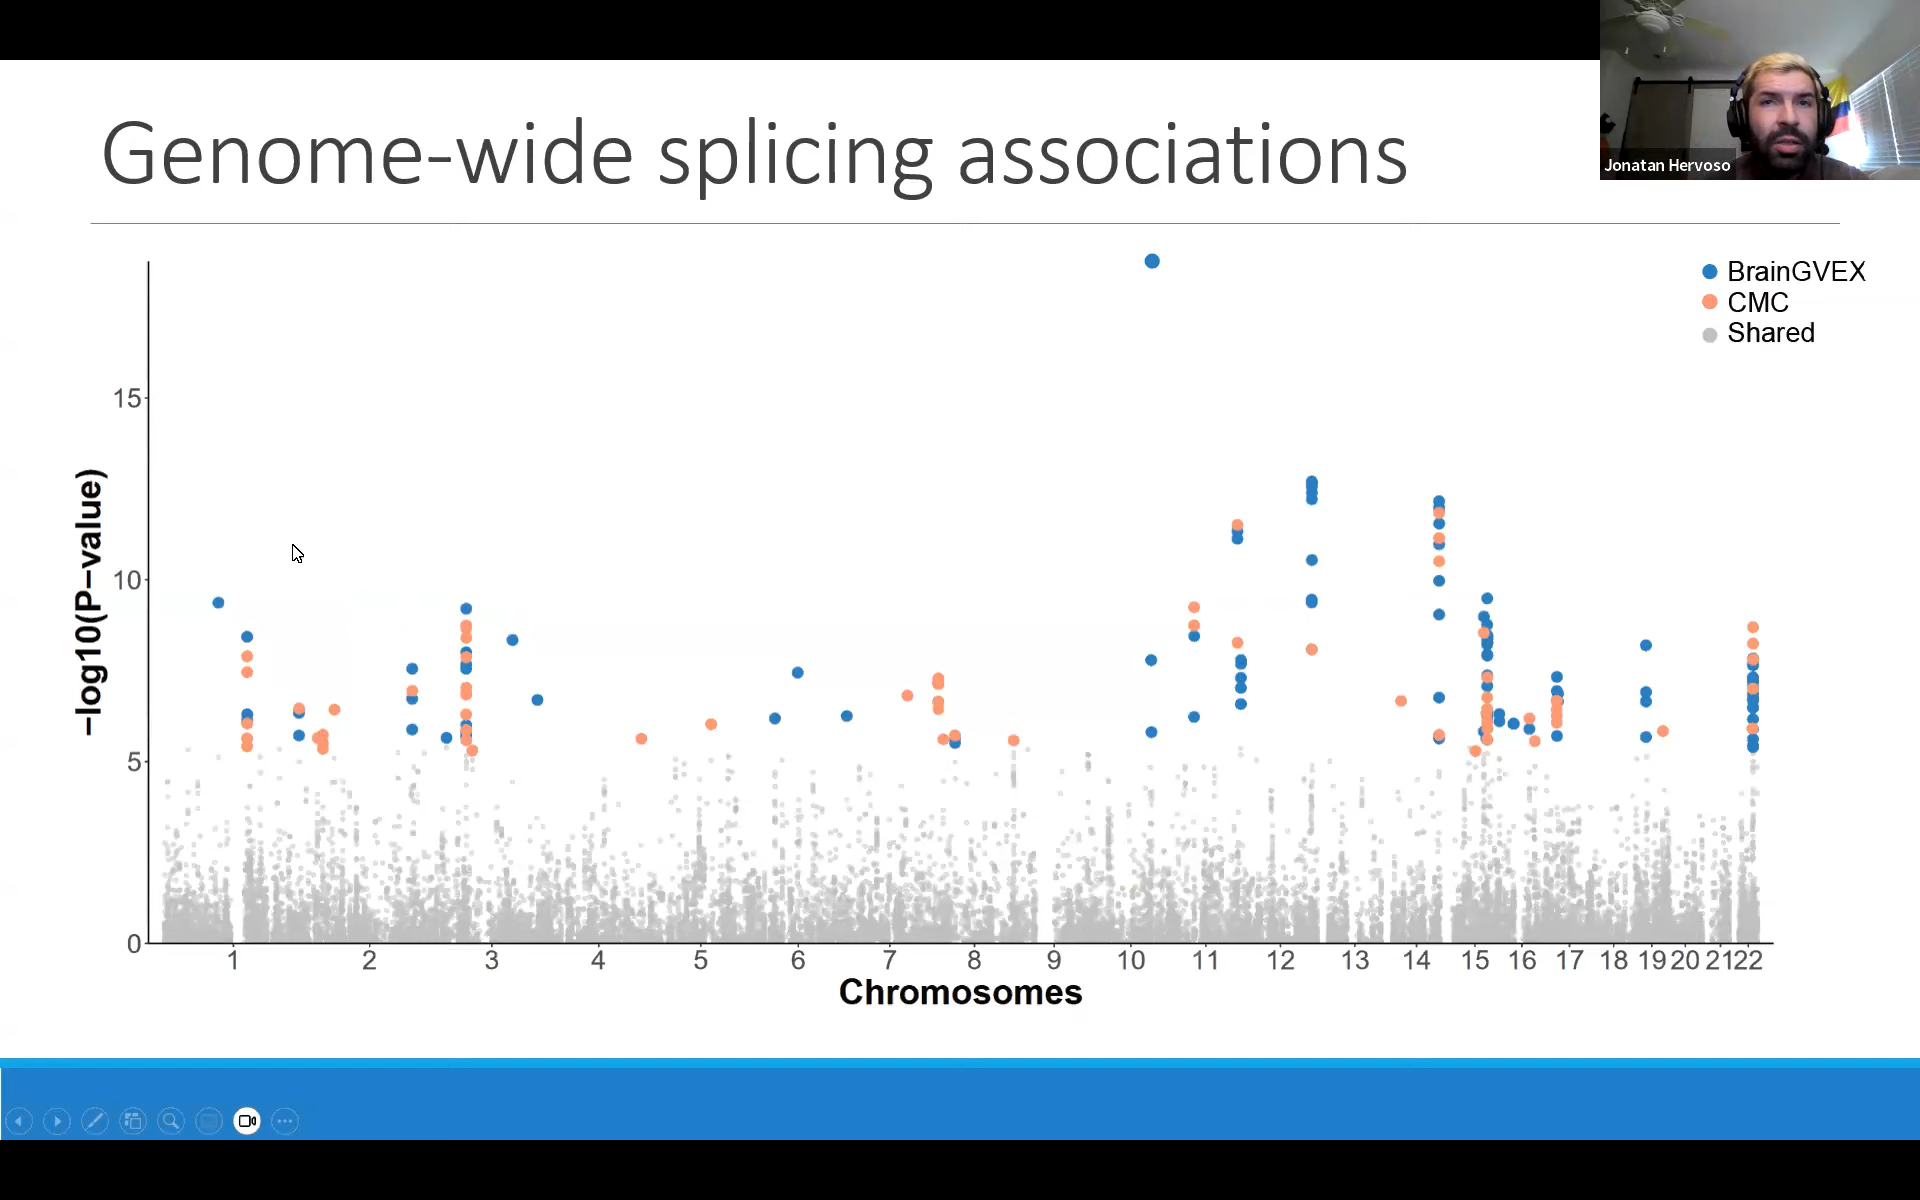 Genome-wide splicing associations
Jonatan Hervoso
BrainGVEX
CMC
Shared
−log10(P−value)
15
10
5
0
1 2 3 4 5 6 7 8 9 10 11 12 13 14 15 16 17 18 19 20 21 22
Chromosomes